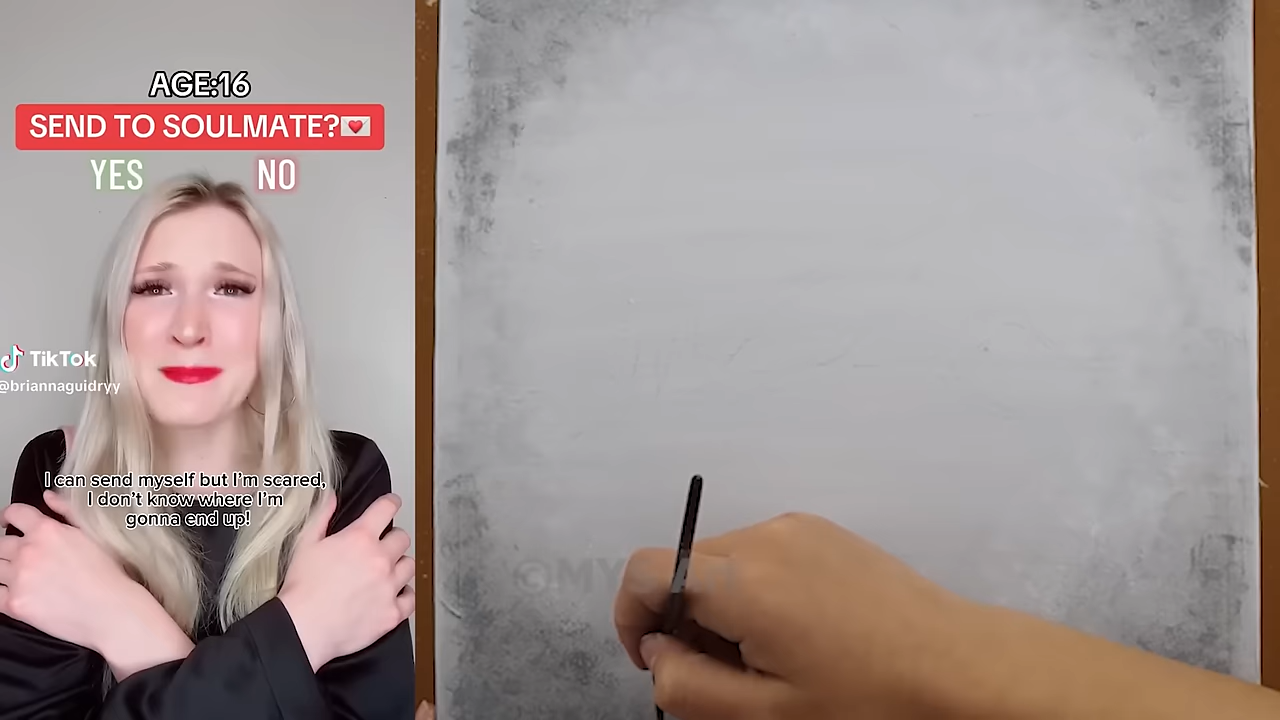 AGE:16
SEND TO SOULMATE?💌
YES NO
TikTok
@briannaguidryy
I can send myself but I'm scared,
I don't know where I'm
gonna end up!